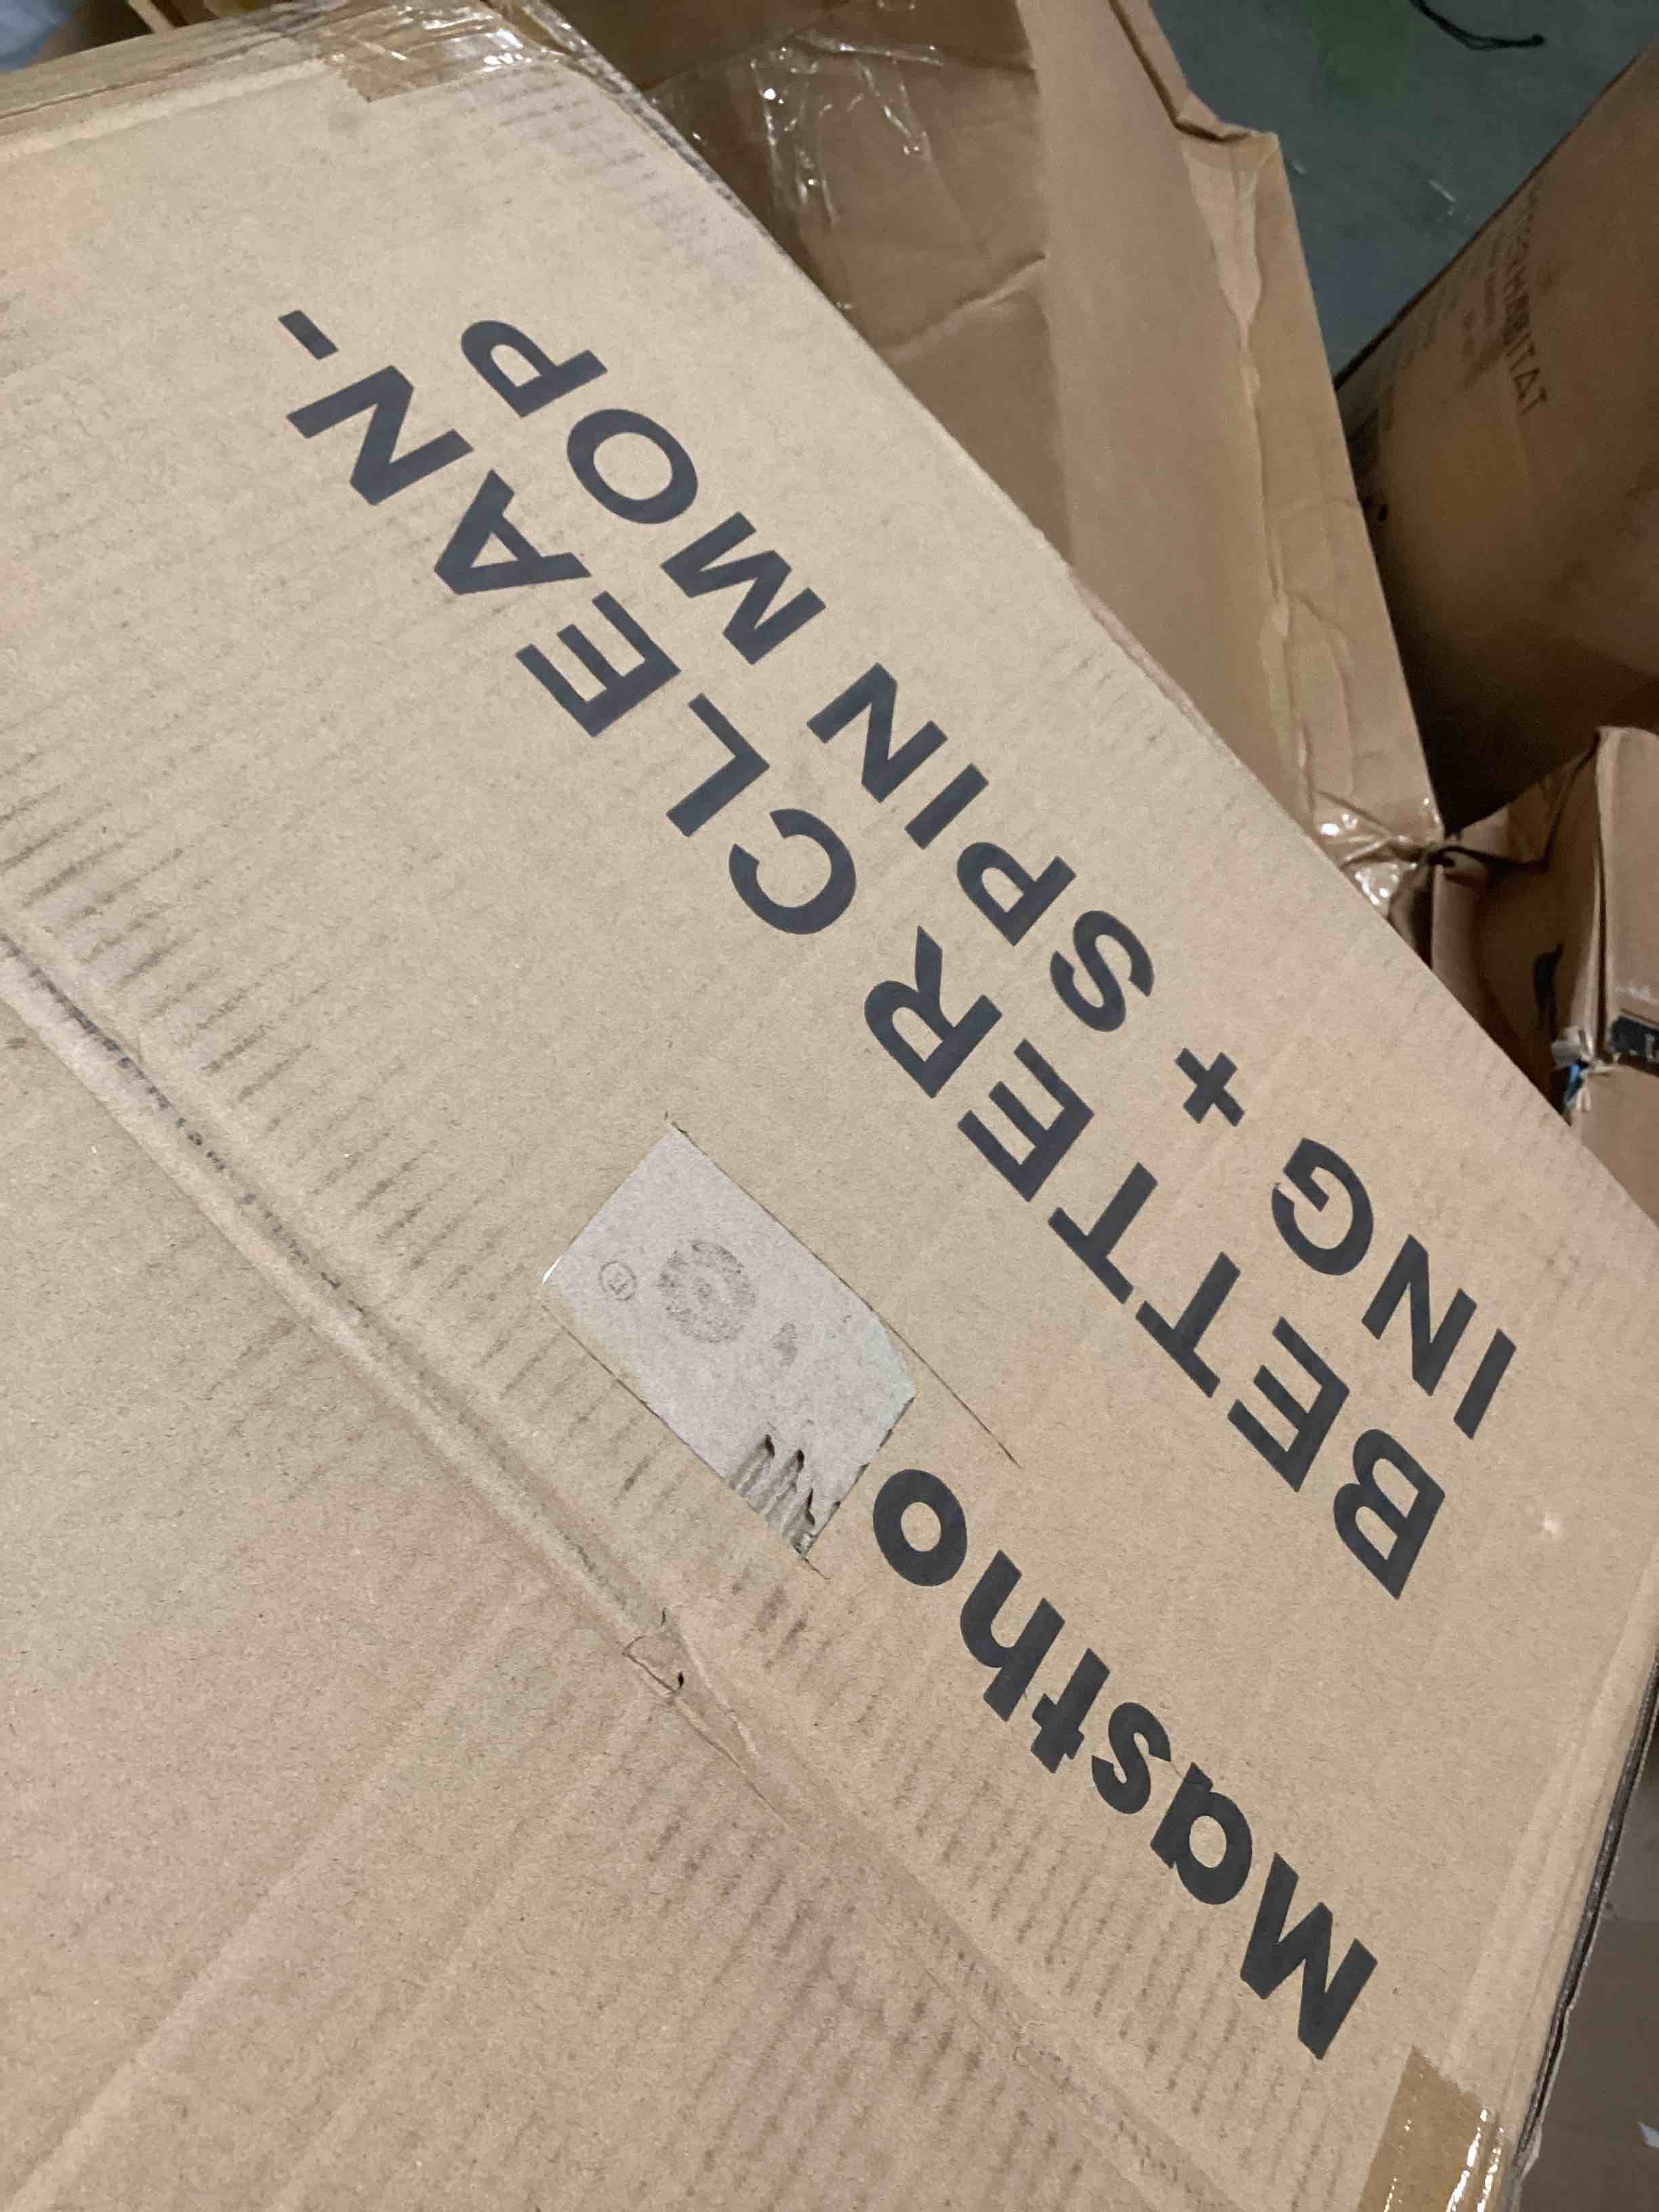 Mastho
BETTER CLEAN-
ING + SPIN MOP